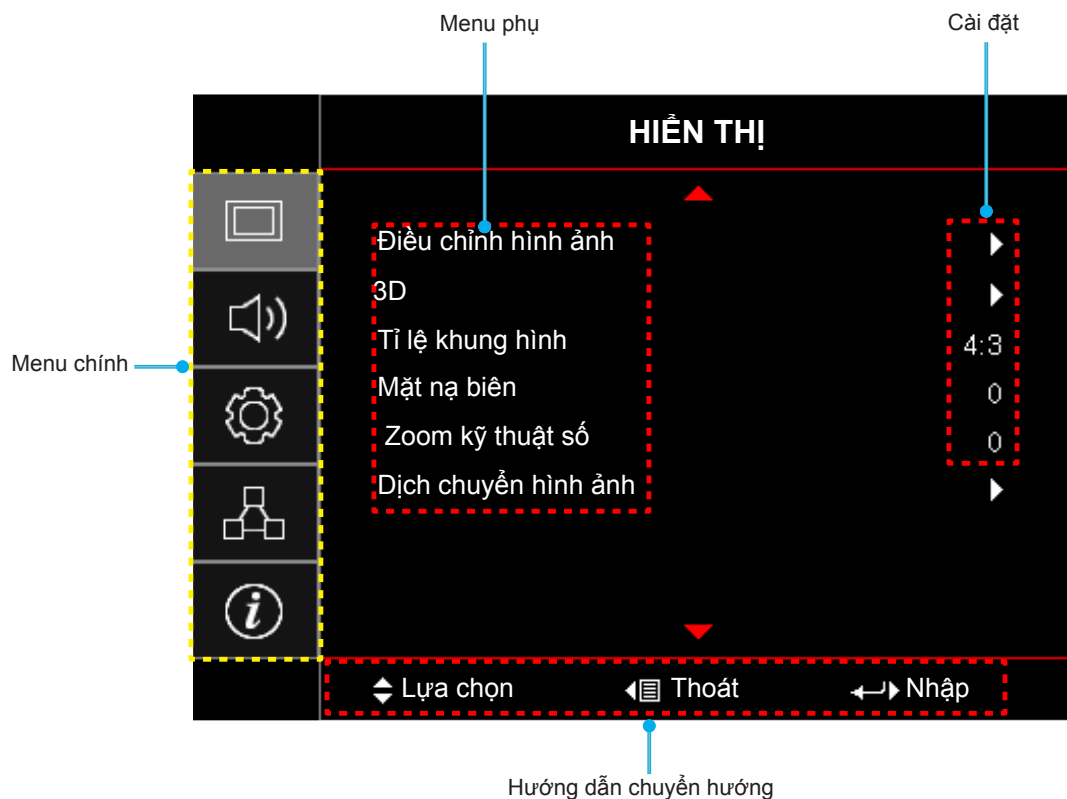 Menu phụ
Cài đặt
HIỂN THỊ
Điều chỉnh hình ảnh
3D
Tỉ lệ khung hình 4:3
Mặt nạ biên 0
Zoom kỹ thuật số 0
Dịch chuyển hình ảnh
Menu chính
Lựa chọn Thoát Nhập
Hướng dẫn chuyển hướng